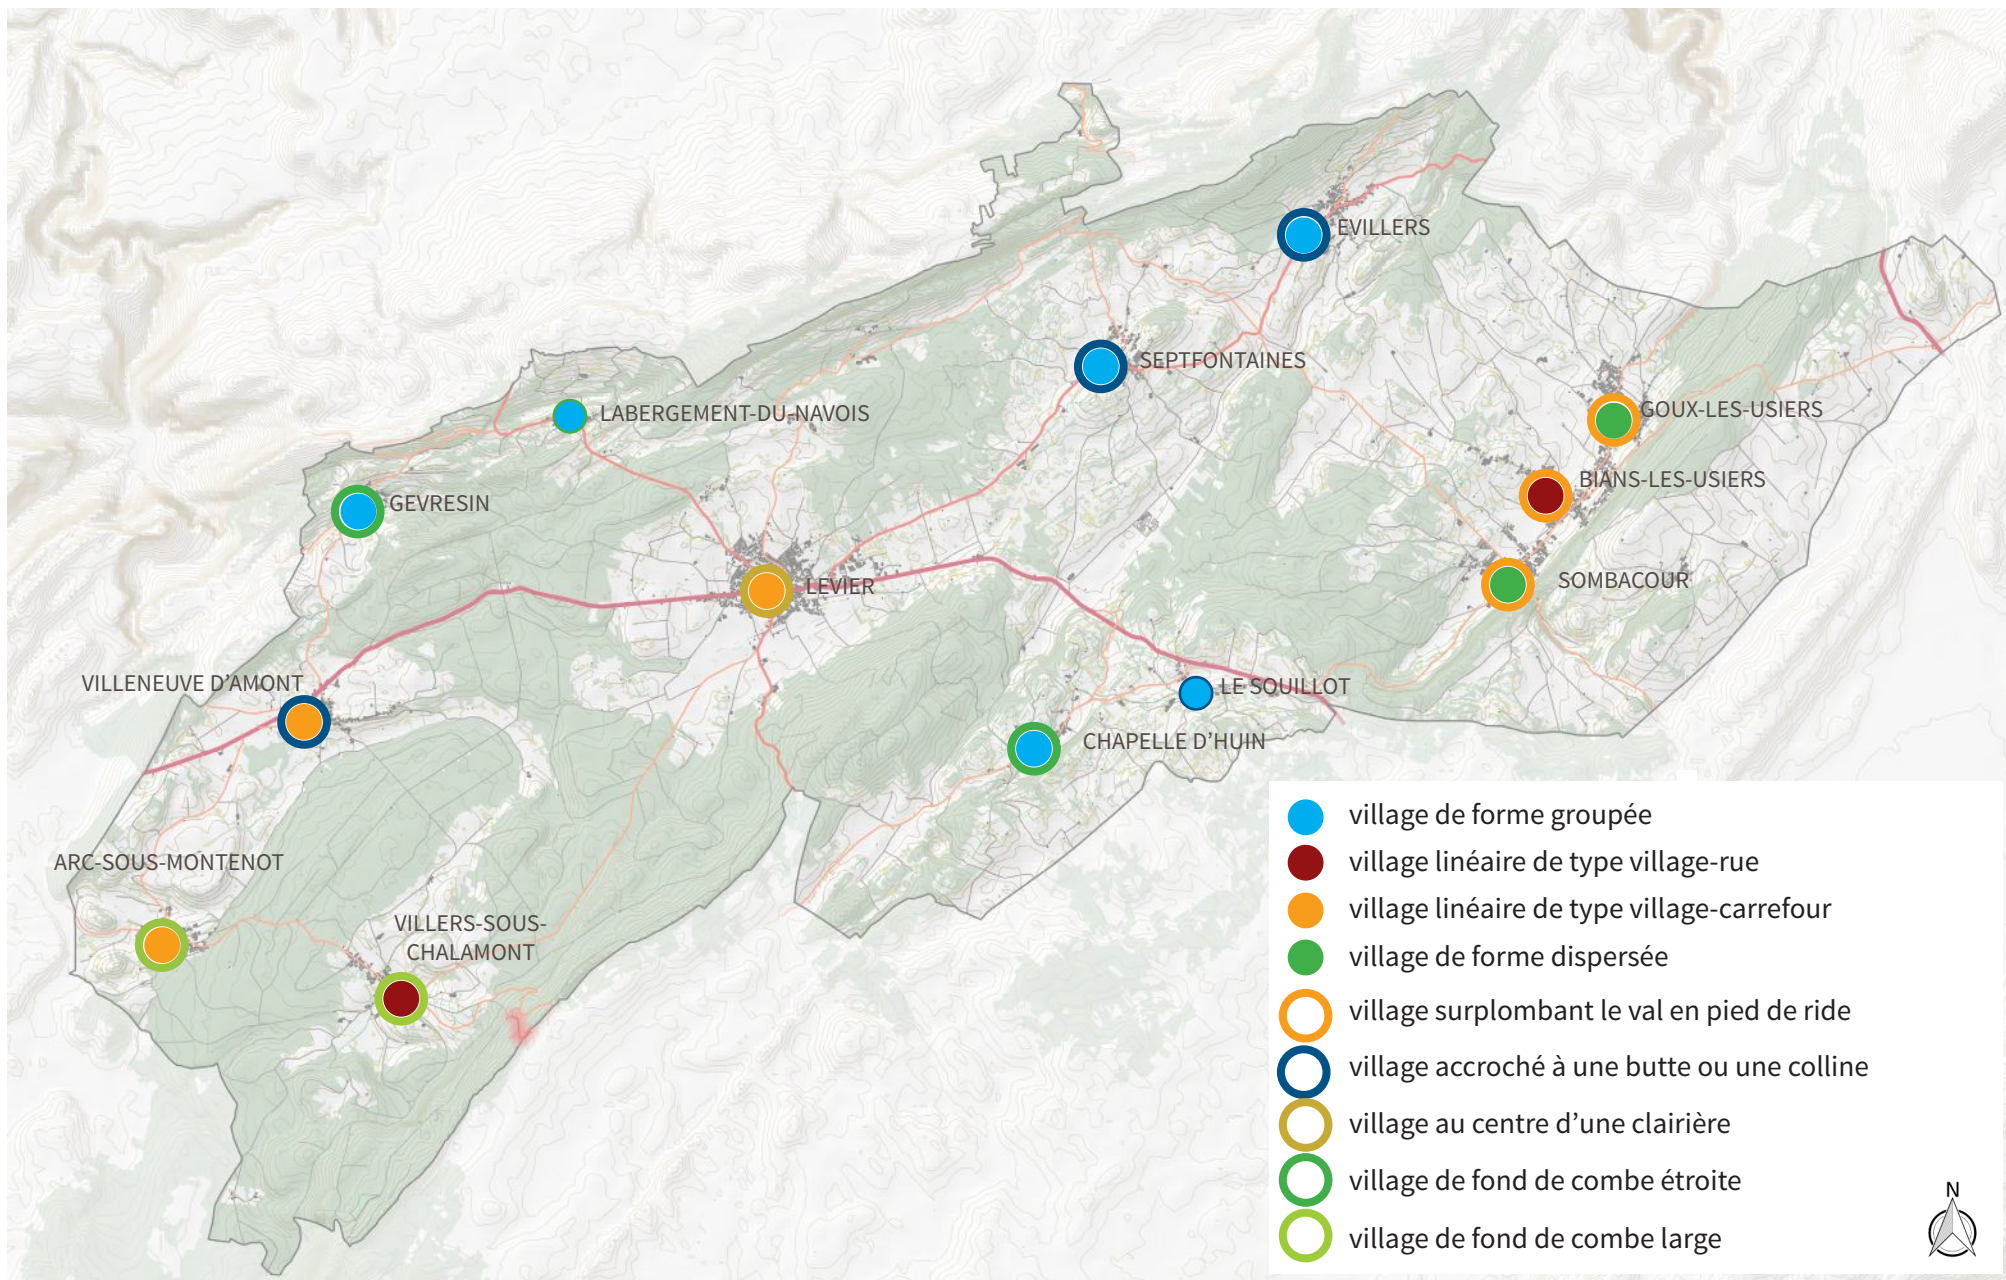 EVILLERS
SEPTFONTAINES
LABERGEMENT-DU-NAVOIS
GOUX-LES-USIERS
BIANS-LES-USIERS
GEVRESIN
LEVIER
SOMBACOUR
VILLENEUVE D'AMONT
LE SOUILLOT
CHAPELLE D'HUIN
ARC-SOUS-MONTENOT
VILLERS-SOUS-
CHALAMONT
village de forme groupée
village linéaire de type village-rue
village linéaire de type village-carrefour
village de forme dispersée
village surplombant le val en pied de ride
village accroché à une butte ou une colline
village au centre d'une clairière
village de fond de combe étroite
village de fond de combe large
N